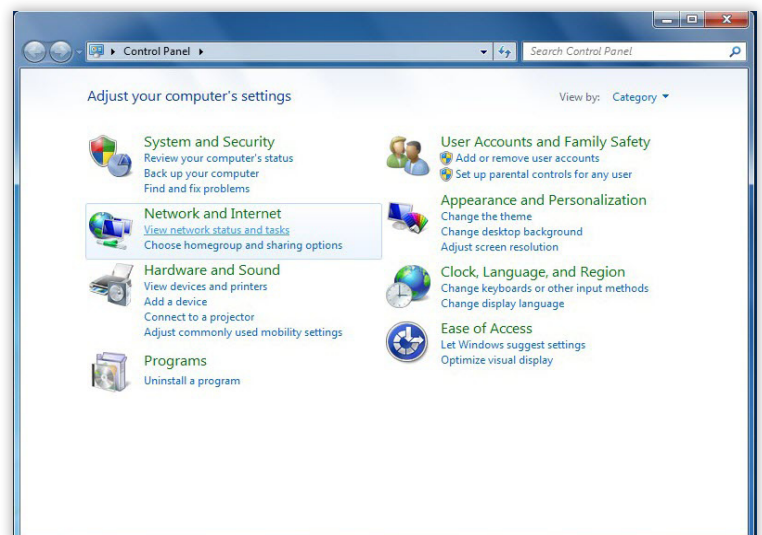 Control Panel
Search Control Panel
Adjust your computer's settings
View by: Category
System and Security
Review your computer's status
Back up your computer
Find and fix problems
Network and Internet
View network status and tasks
Choose homegroup and sharing options
Hardware and Sound
View devices and printers
Add a device
Connect to a projector
Adjust commonly used mobility settings
Programs
Uninstall a program
User Accounts and Family Safety
Add or remove user accounts
Set up parental controls for any user
Appearance and Personalization
Change the theme
Change desktop background
Adjust screen resolution
Clock, Language, and Region
Change keyboards or other input methods
Change display language
Ease of Access
Let Windows suggest settings
Optimize visual display